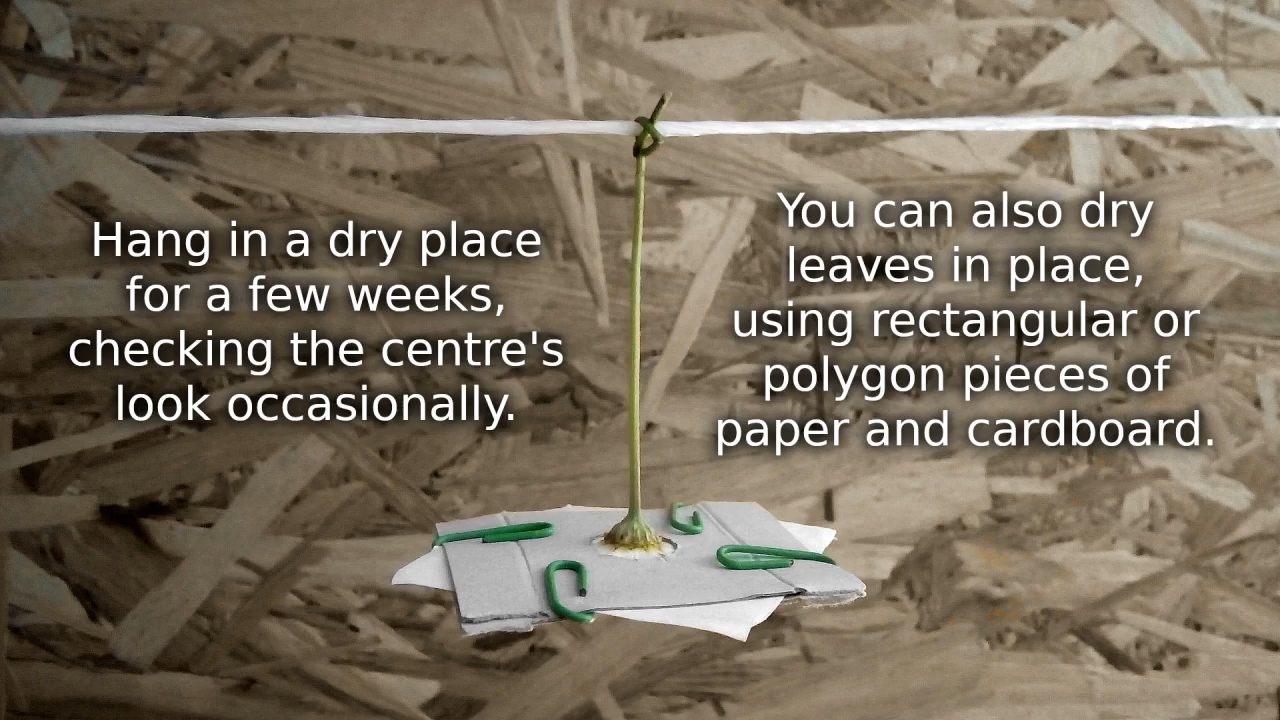 Hang in a dry place
for a few weeks,
checking the centre's
look occasionally.
You can also dry
leaves in place,
using rectangular or
polygon pieces of
paper and cardboard.